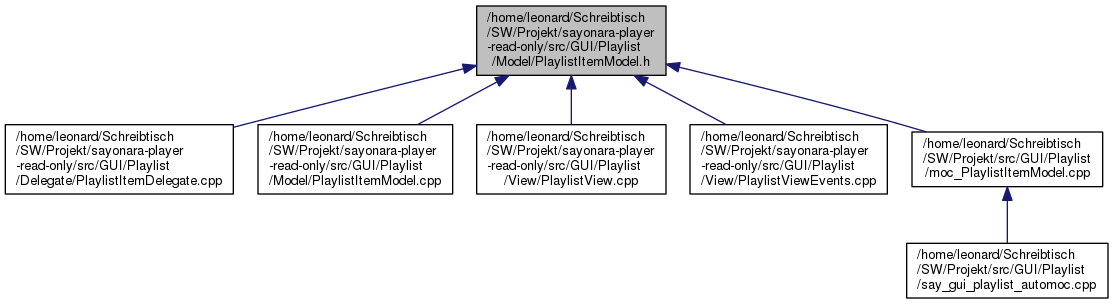 /home/leonard/Schreibtisch
/SW/Projekt/sayonara-player
-read-only/src/GUI/Playlist
/Model/PlaylistItemModel.h
/home/leonard/Schreibtisch
/SW/Projekt/sayonara-player
-read-only/src/GUI/Playlist
/Delegate/PlaylistItemDelegate.cpp
/home/leonard/Schreibtisch
/SW/Projekt/sayonara-player
-read-only/src/GUI/Playlist
/Model/PlaylistItemModel.cpp
/home/leonard/Schreibtisch
/SW/Projekt/sayonara-player
-read-only/src/GUI/Playlist
/View/PlaylistView.cpp
/home/leonard/Schreibtisch
/SW/Projekt/sayonara-player
-read-only/src/GUI/Playlist
/View/PlaylistViewEvents.cpp
/home/leonard/Schreibtisch
/SW/Projekt/src/GUI/Playlist
/moc_PlaylistItemModel.cpp
/home/leonard/Schreibtisch
/SW/Projekt/src/GUI/Playlist
/say_gui_playlist_automoc.cpp